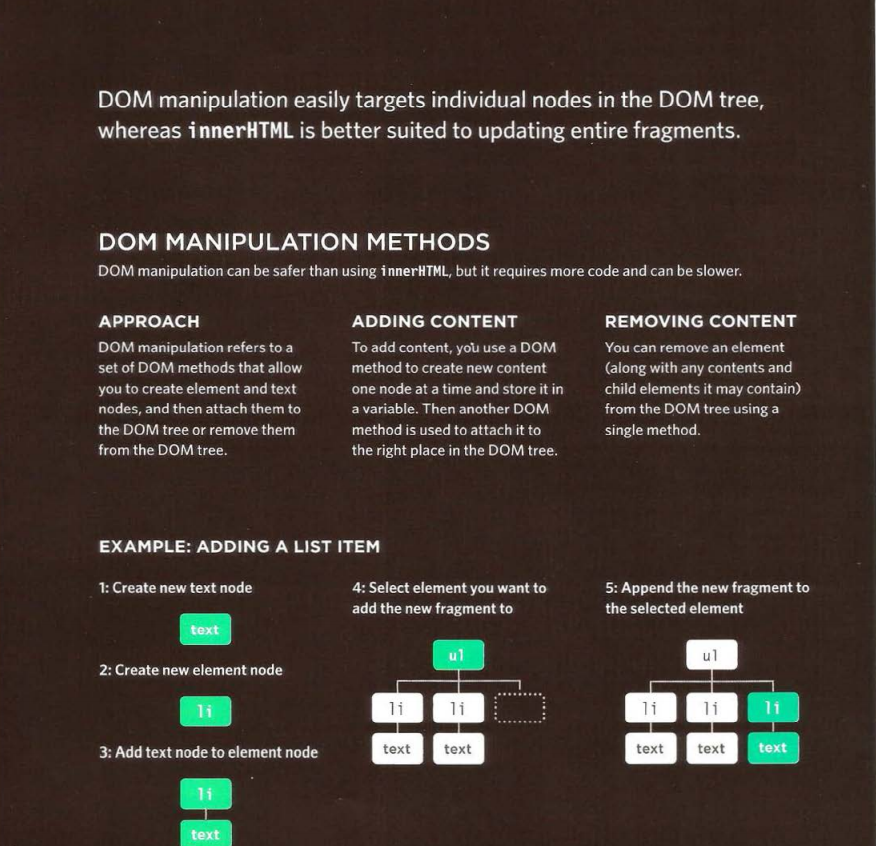 DOM manipulation easily targets individual nodes in the DOM tree,
whereas innerHTML is better suited to updating entire fragments.
DOM MANIPULATION METHODS
DOM manipulation can be safer than using innerHTML, but it requires more code and can be slower.
APPROACH
DOM manipulation refers to a
set of DOM methods that allow
you to create element and text
nodes, and then attach them to
the DOM tree or remove them
from the DOM tree.
ADDING CONTENT
To add content, you use a DOM
method to create new content
one node at a time and store it in
a variable. Then another DOM
method is used to attach it to
the right place in the DOM tree.
REMOVING CONTENT
You can remove an element
(along with any contents and
child elements it may contain)
from the DOM tree using a
single method.
EXAMPLE: ADDING A LIST ITEM
1: Create new text node
text
2: Create new element node
li
3: Add text node to element node
li
text
4: Select element you want to
add the new fragment to
ul
li li
text text
5: Append the new fragment to
the selected element
ul
li li li
text text text